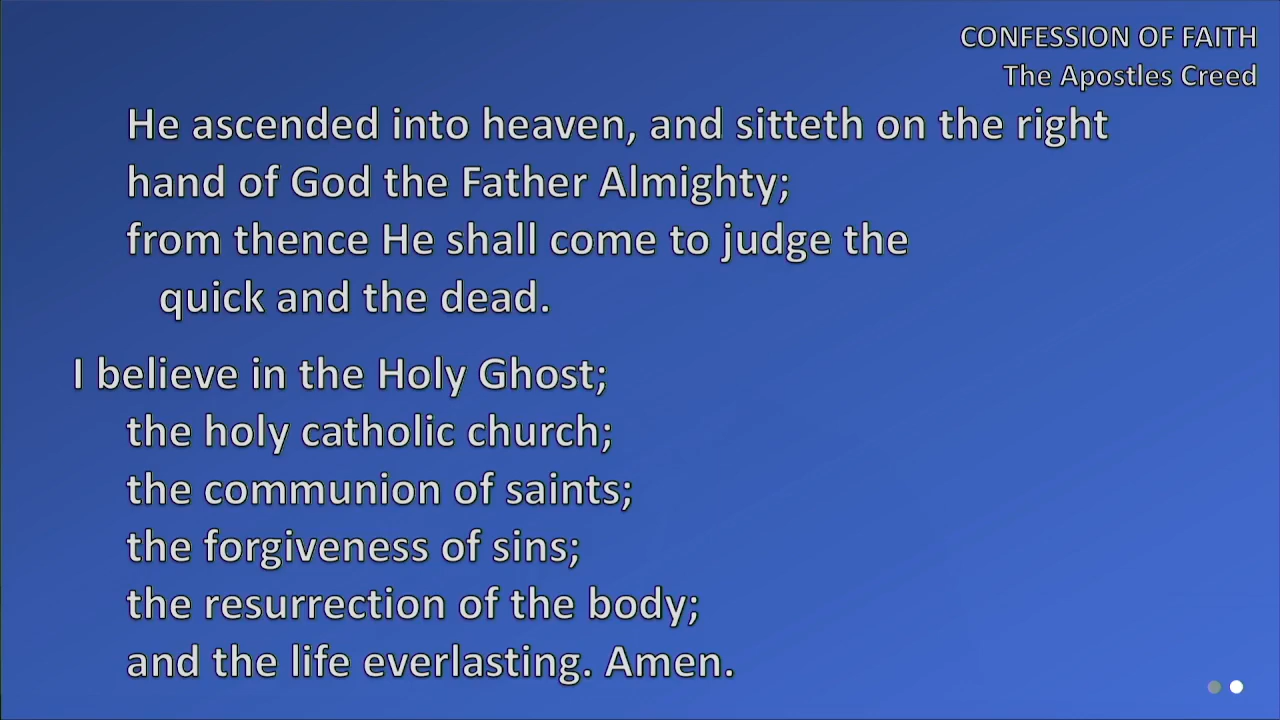 CONFESSION OF FAITH
The Apostles Creed
He ascended into heaven, and sitteth on the right
hand of God the Father Almighty;
from thence He shall come to judge the
quick and the dead.
I believe in the Holy Ghost;
the holy catholic church;
the communion of saints;
the forgiveness of sins;
the resurrection of the body;
and the life everlasting. Amen.